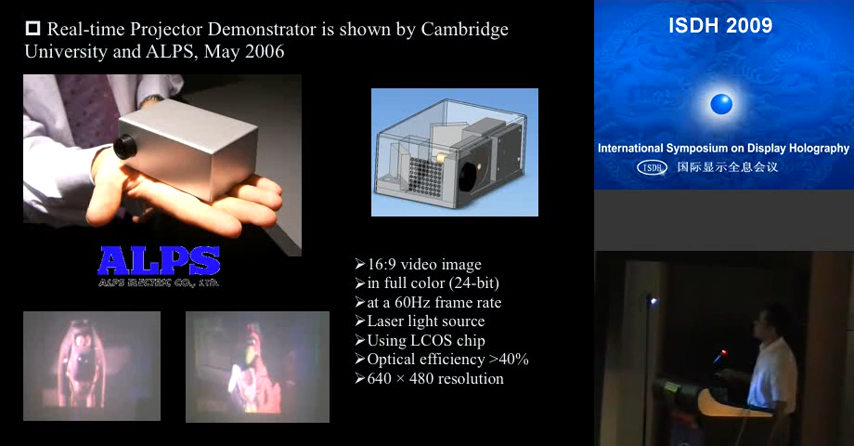 Real-time Projector Demonstrator is shown by Cambridge
University and ALPS, May 2006
ALPS
ALPS ELECTRIC CO., LTD.
16:9 video image
in full color (24-bit)
at a 60Hz frame rate
Laser light source
Using LCOS chip
Optical efficiency >40%
640 × 480 resolution
ISDH 2009
International Symposium on Display Holography
ISDH 国际显示全息会议